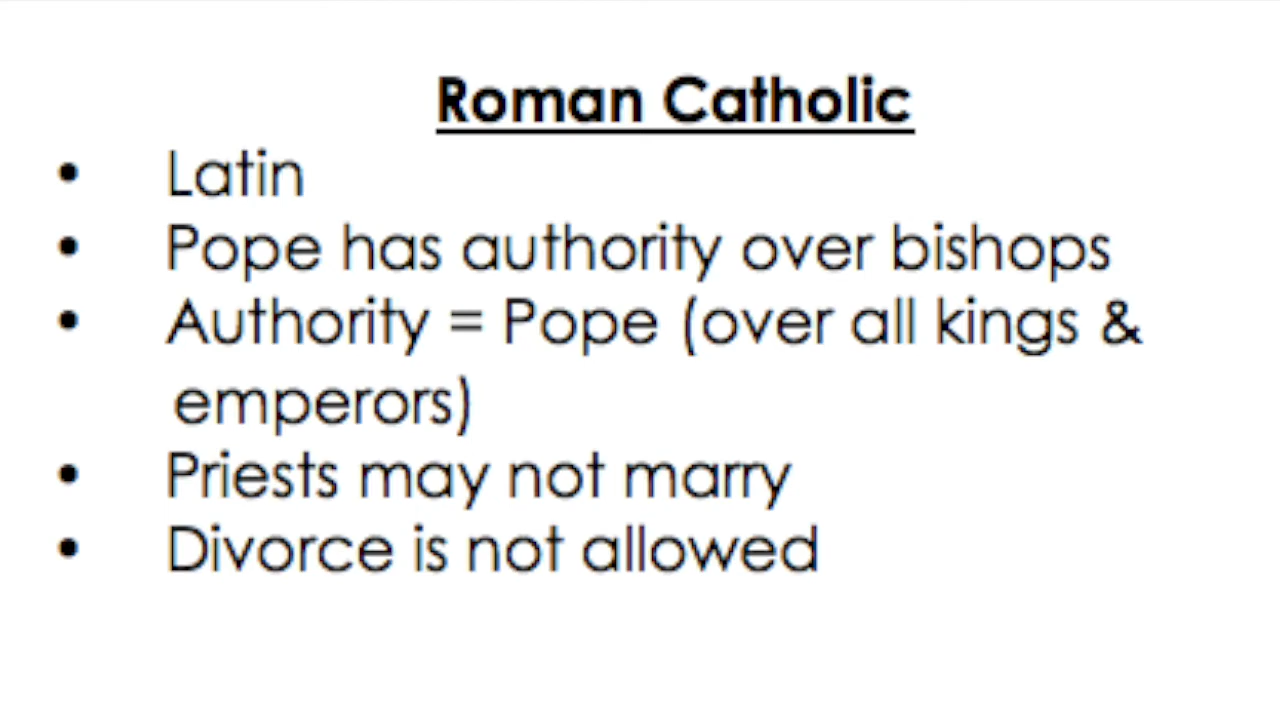 Roman Catholic
• Latin
• Pope has authority over bishops
• Authority = Pope (over all kings &
emperors)
• Priests may not marry
• Divorce is not allowed